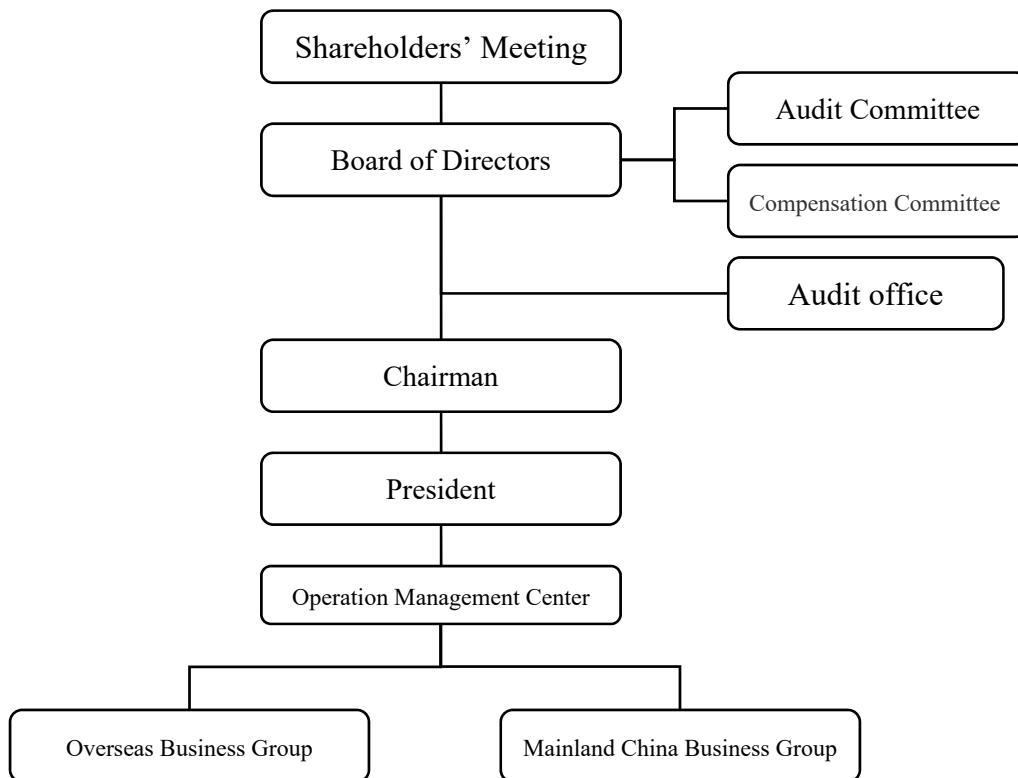 Shareholders’ Meeting
Audit Committee
Board of Directors
Compensation Committee
Audit office
Chairman
President
Operation Management Center
Overseas Business Group
Mainland China Business Group